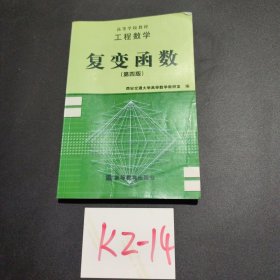 高等学校教材
工程数学
复变函数
(第四版)
西安交通大学高等数学教研室 编
高等教育出版社
KZ-14